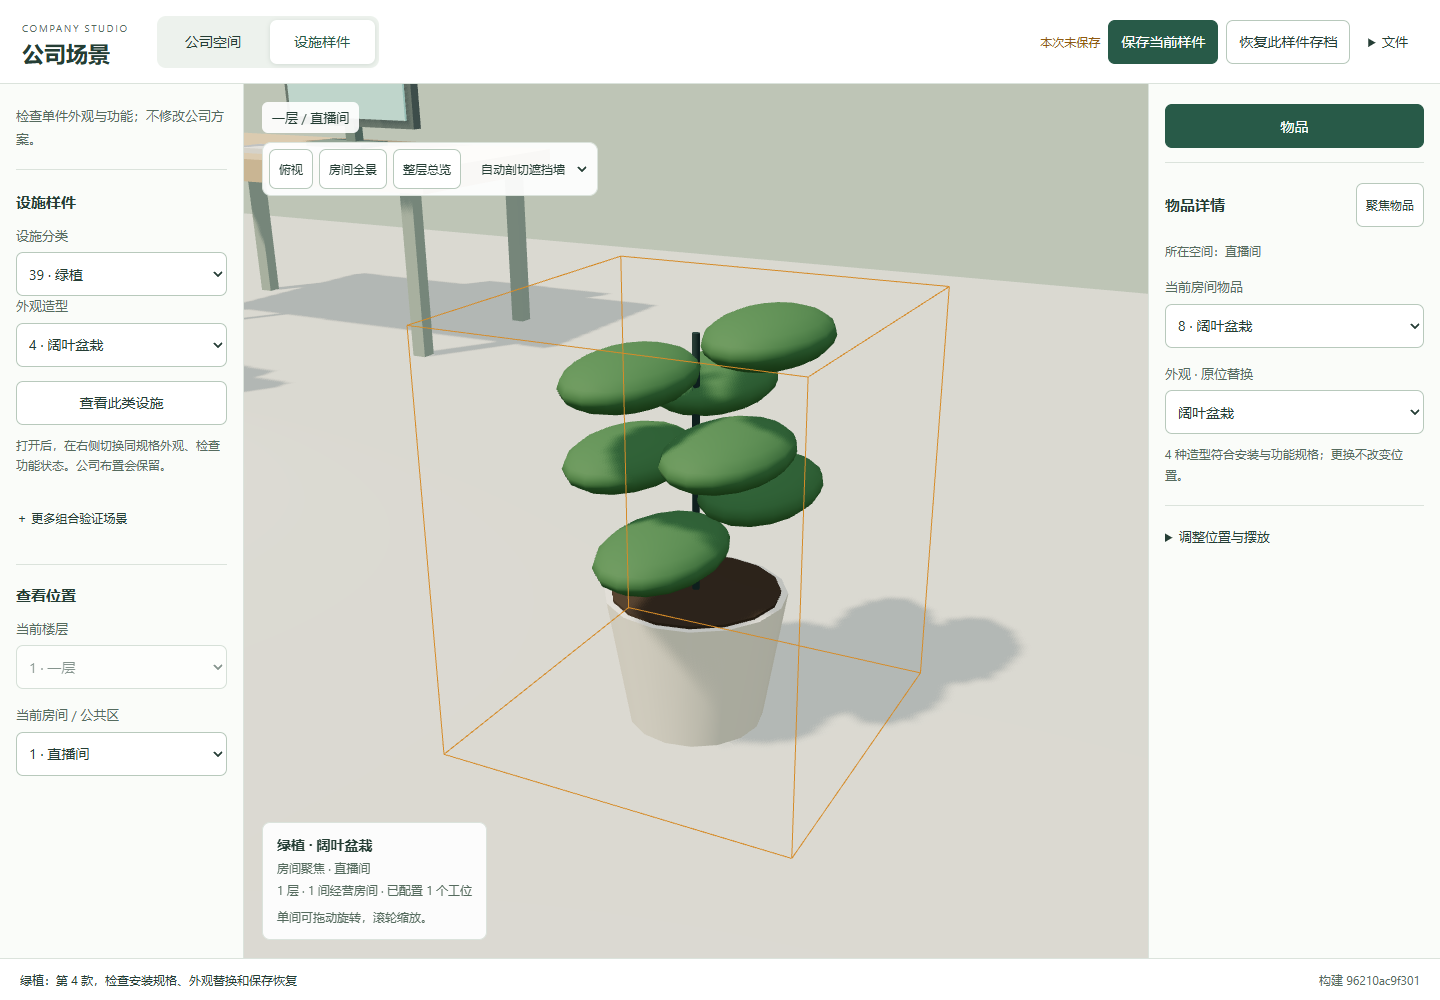 COMPANY STUDIO
公司场景
公司空间
设施样件
本次未保存
保存当前样件
恢复此样件存档
▶ 文件
检查单件外观与功能；不修改公司方
案。
设施样件
设施分类
39 · 绿植
外观造型
4 · 阔叶盆栽
查看此类设施
打开后，在右侧切换同规格外观、检查
功能状态。公司布置会保留。
+ 更多组合验证场景
查看位置
当前楼层
1 · 一层
当前房间 / 公共区
1 · 直播间
一层 / 直播间
俯视
房间全景
整层总览
自动剖切遮挡墙
绿植 · 阔叶盆栽
房间聚焦 · 直播间
1 层 · 1 间经营房间 · 已配置 1 个工位
单间可拖动旋转，滚轮缩放。
物品
物品详情
聚焦物品
所在空间：直播间
当前房间物品
8 · 阔叶盆栽
外观 · 原位替换
阔叶盆栽
4 种造型符合安装与功能规格；更换不改变位
置。
▶ 调整位置与摆放
绿植：第 4 款，检查安装规格、外观替换和保存恢复
构建 96210ac9f301